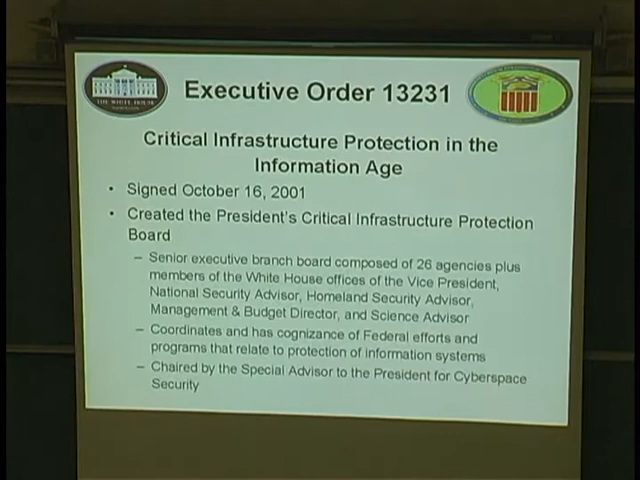 Executive Order 13231
THE WHITE HOUSE
Critical Infrastructure Protection in the
Information Age
• Signed October 16, 2001
• Created the President's Critical Infrastructure Protection
Board
– Senior executive branch board composed of 26 agencies plus
members of the White House offices of the Vice President,
National Security Advisor, Homeland Security Advisor,
Management & Budget Director, and Science Advisor
– Coordinates and has cognizance of Federal efforts and
programs that relate to protection of information systems
– Chaired by the Special Advisor to the President for Cyberspace
Security